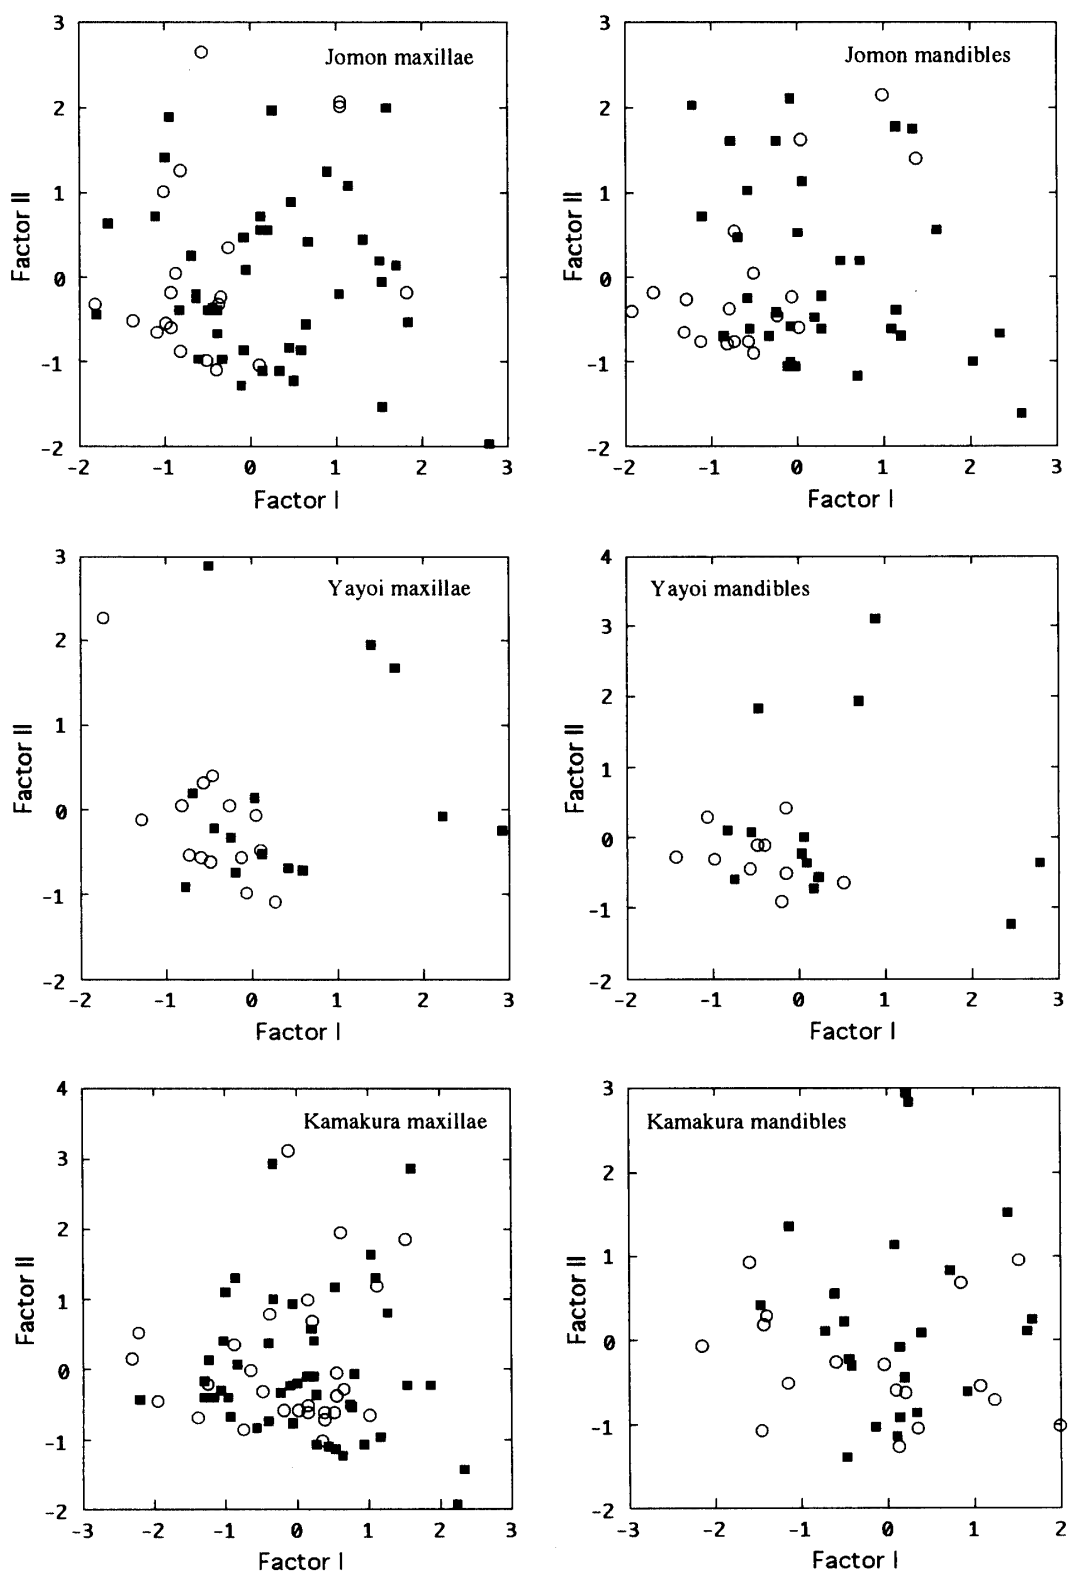 Jomon maxillae
3
2
1
0
-1
-2
Factor II
-2 -1 0 1 2 3
Factor I
Jomon mandibles
3
2
1
0
-1
-2
Factor II
-2 -1 0 1 2 3
Factor I
Yayoi maxillae
3
2
1
0
-1
-2
Factor II
-2 -1 0 1 2 3
Factor I
Yayoi mandibles
4
3
2
1
0
-1
-2
Factor II
-2 -1 0 1 2 3
Factor I
Kamakura maxillae
4
3
2
1
0
-1
-2
Factor II
-3 -2 -1 0 1 2 3
Factor I
Kamakura mandibles
3
2
1
0
-1
-2
Factor II
-3 -2 -1 0 1 2
Factor I